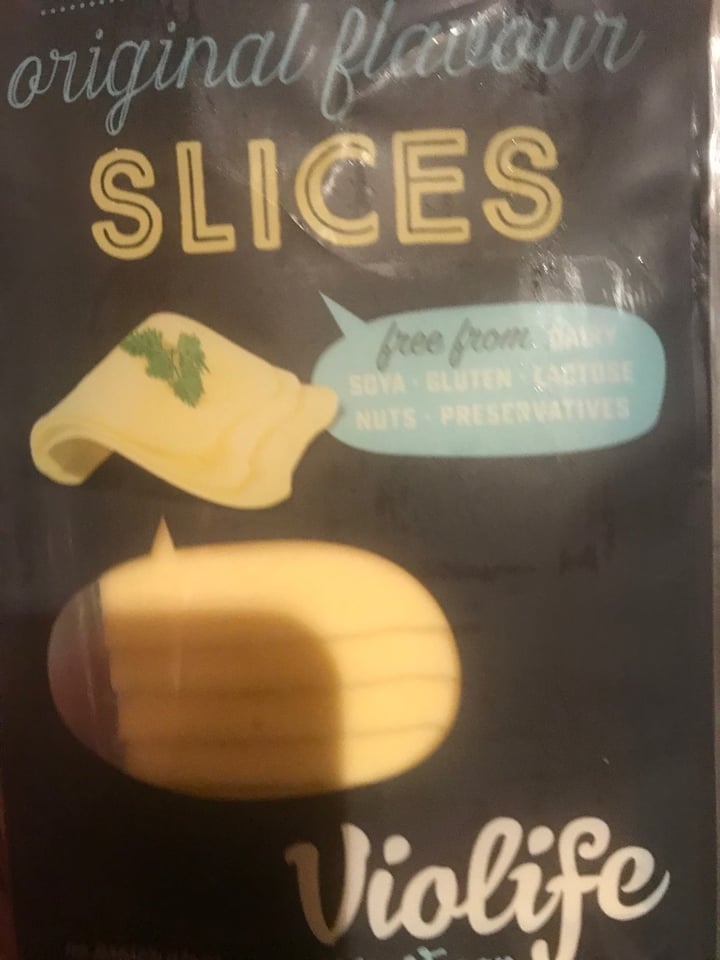 original flavour
SLICES
free from DAIRY
SOYA · GLUTEN · LACTOSE
NUTS · PRESERVATIVES
Violife